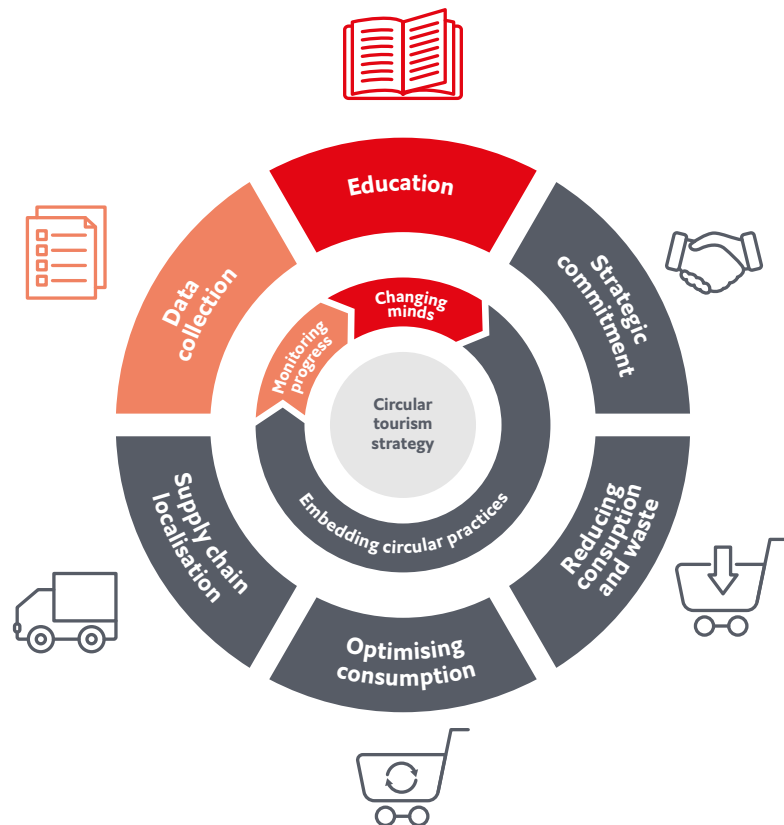 Education
Strategic
commitment
Reducing
consuption
and waste
Optimising
consumption
Supply chain
localisation
Data
collection
Changing
minds
Embedding circular practices
Monitoring
progress
Circular
tourism
strategy